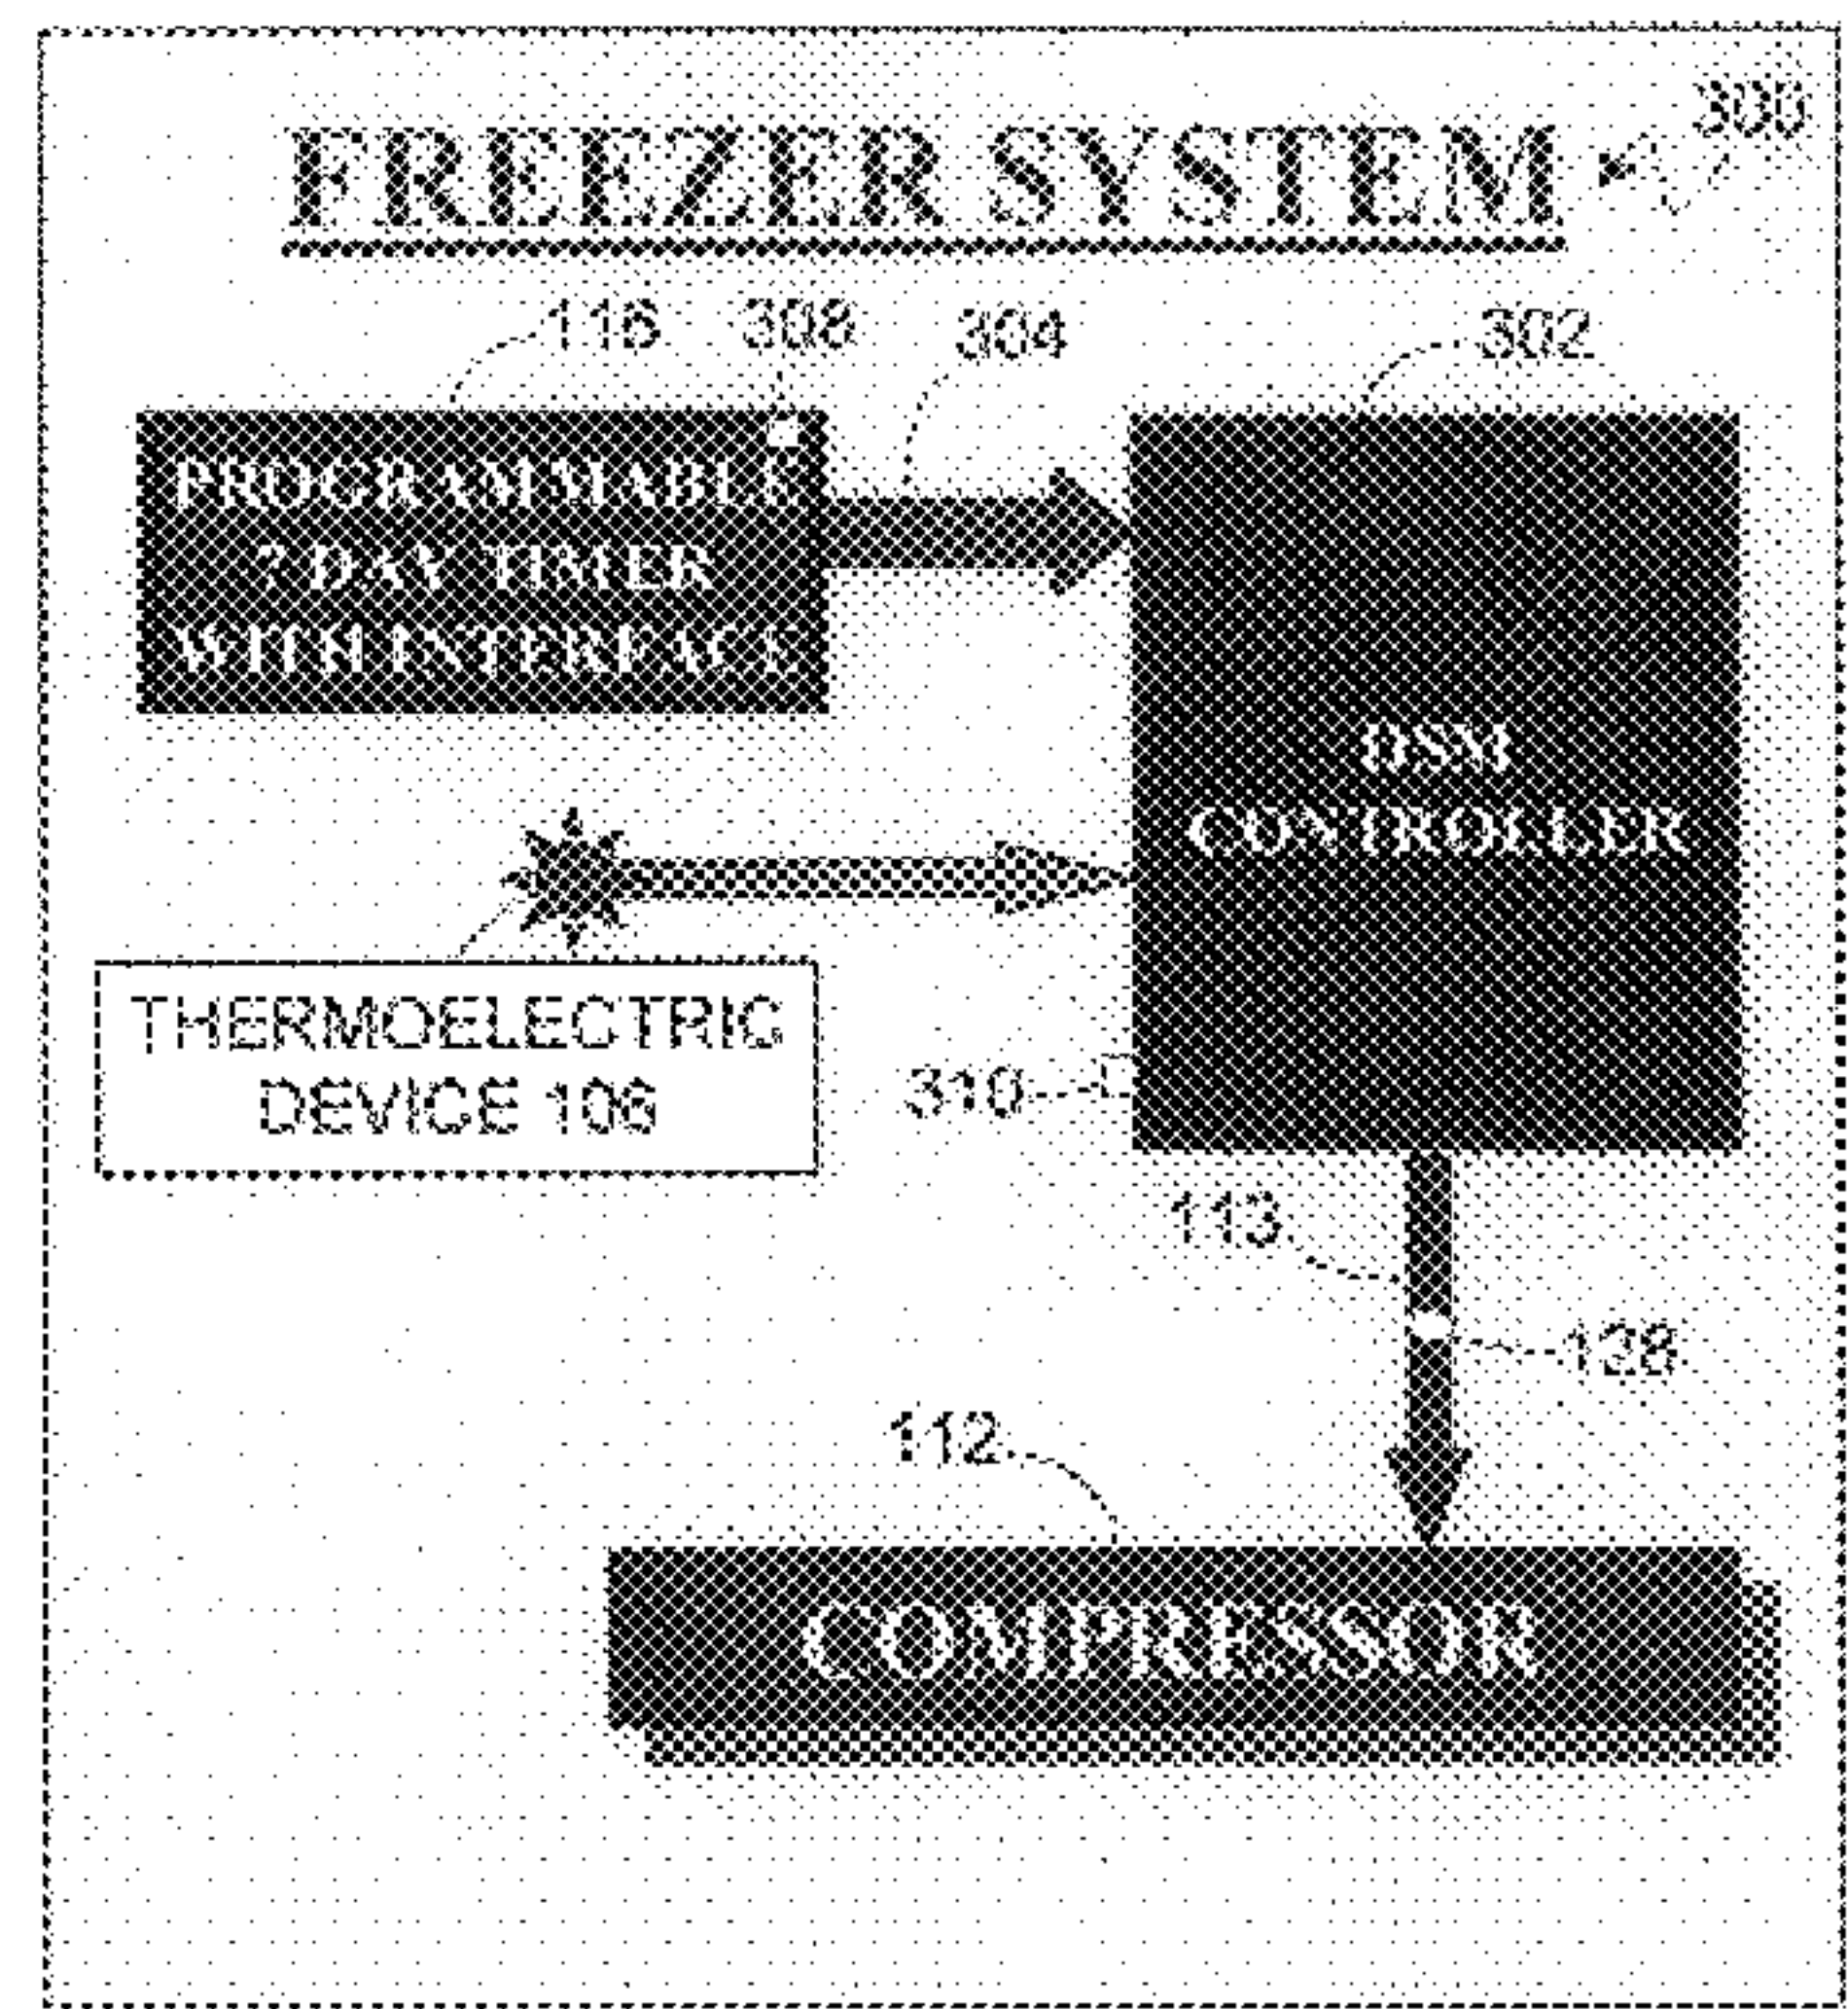 300
FREEZER SYSTEM
116 308 304 302
PROGRAMMABLE
7 DAY TIMER
WITH INTERFACE
DSM
CONTROLLER
THERMOELECTRIC
DEVICE 106
310
113
128
112
COMPRESSOR